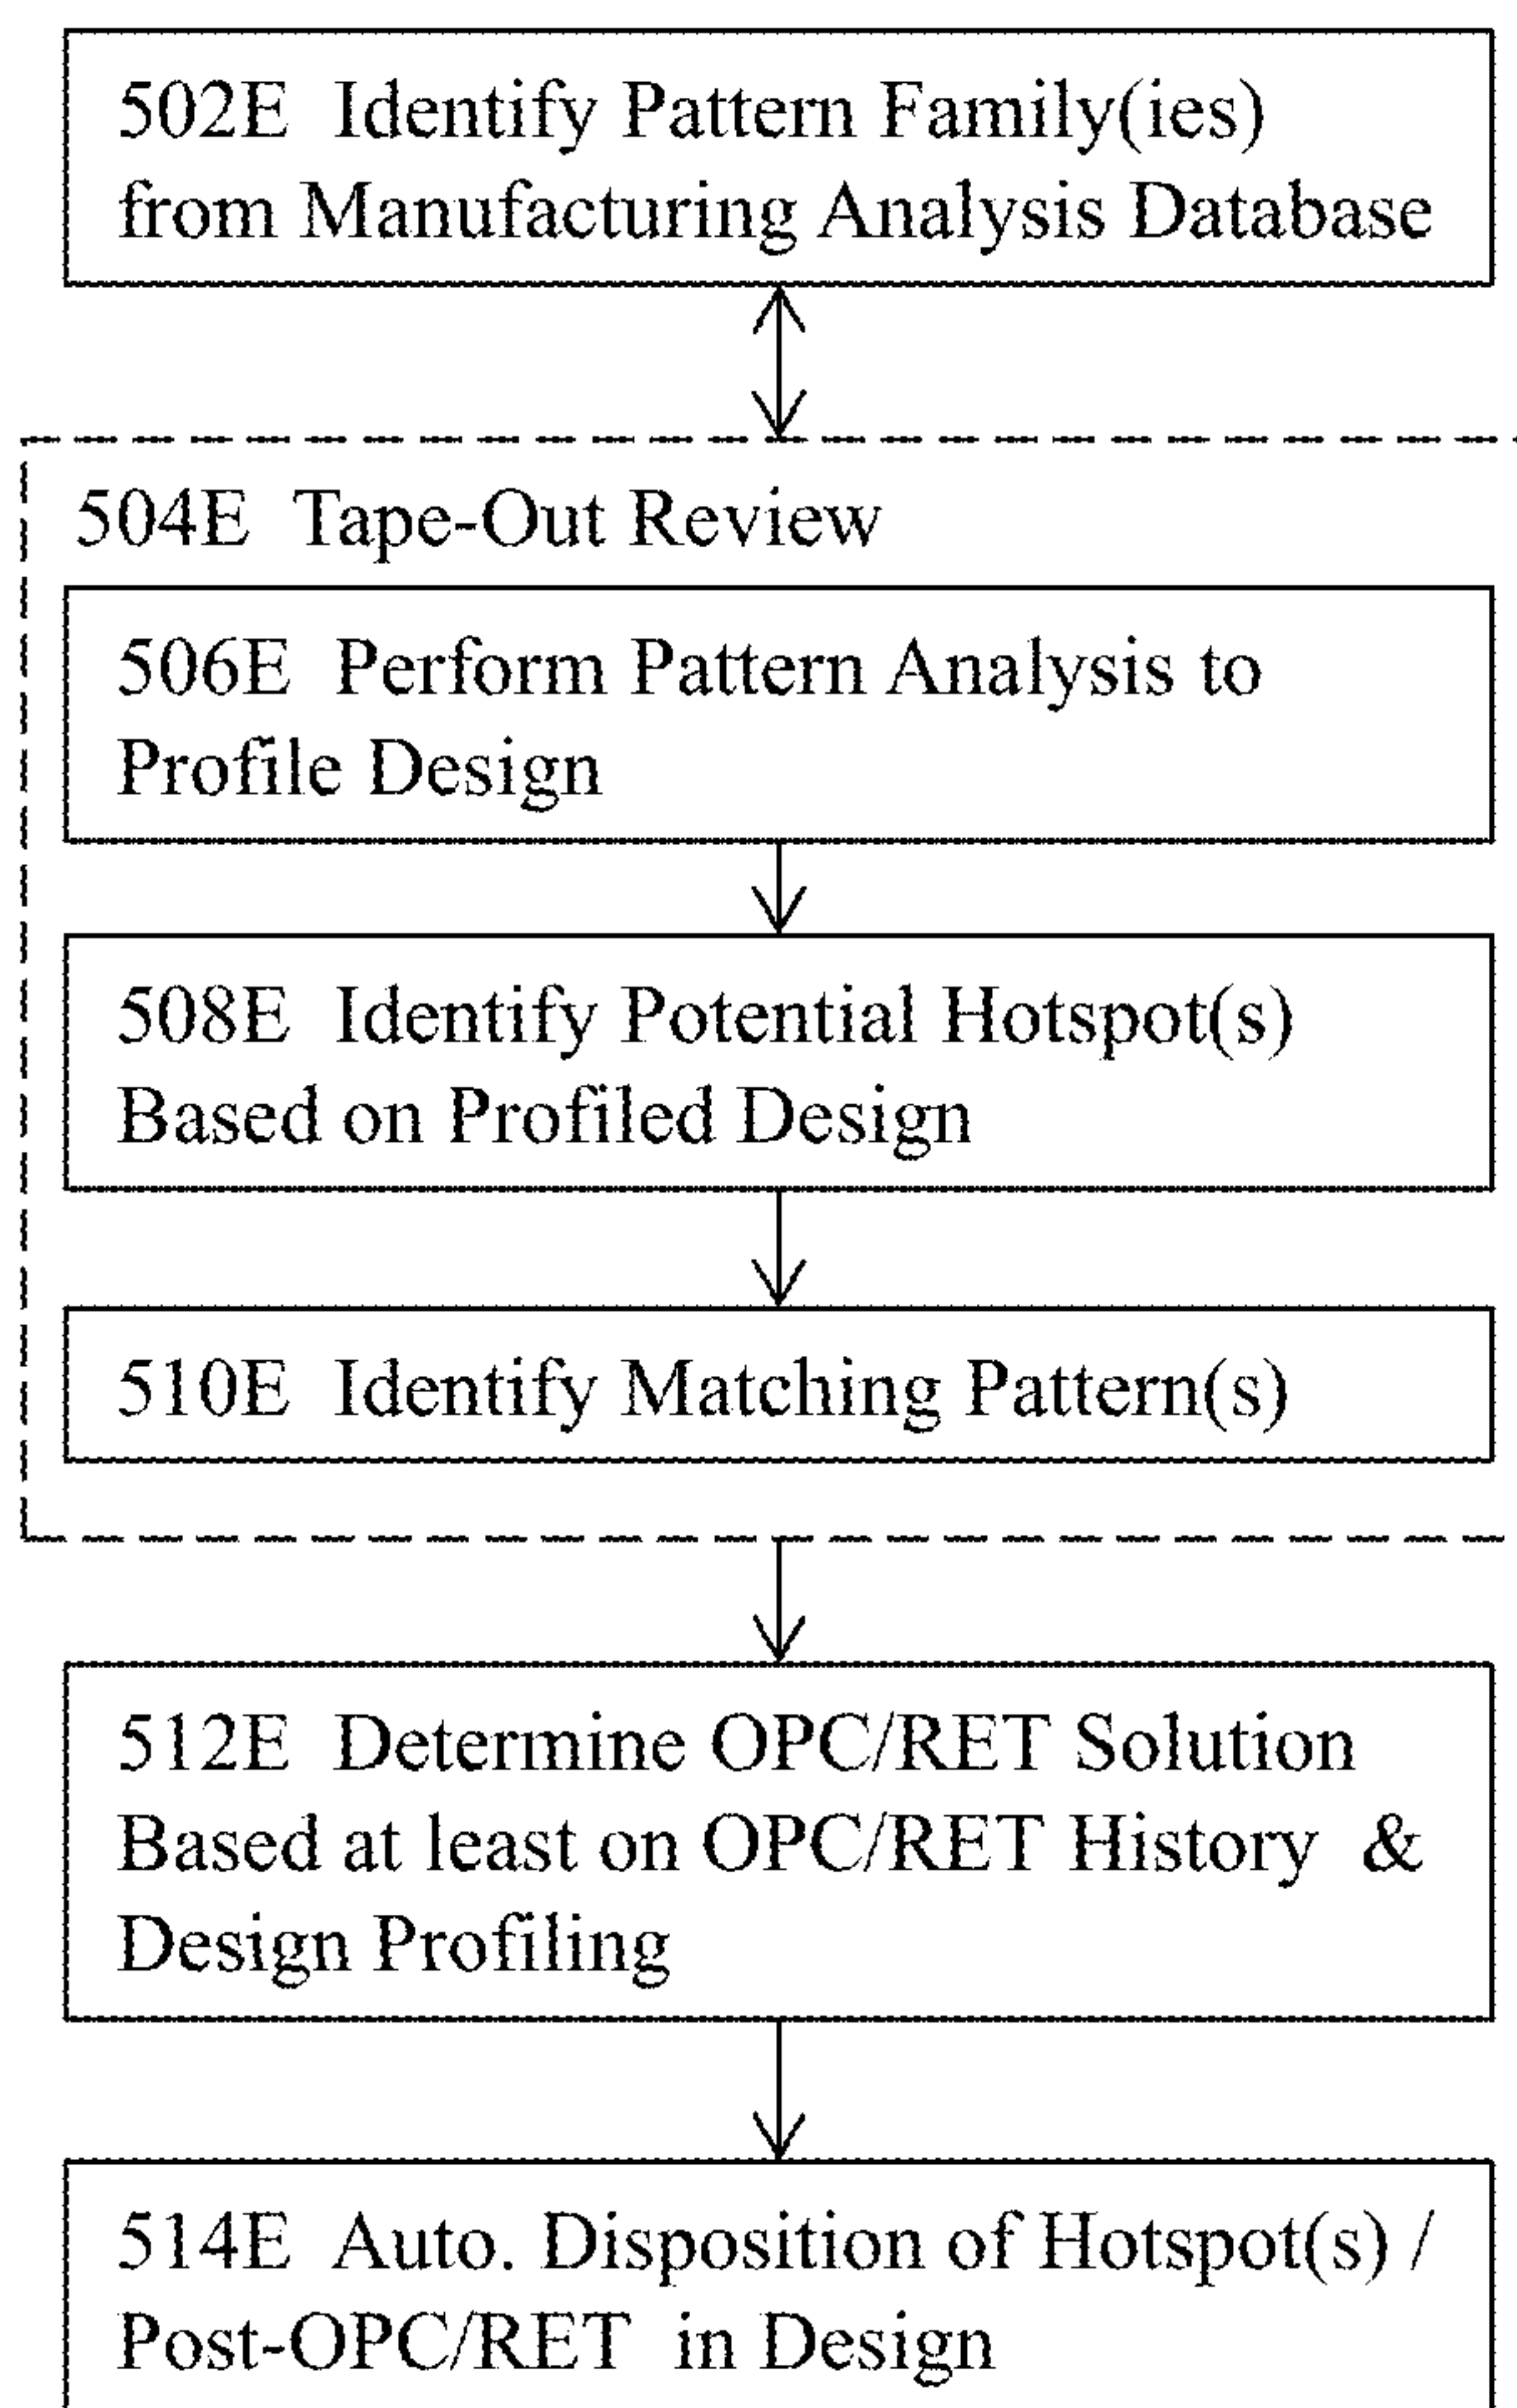 502E Identify Pattern Family(ies)
from Manufacturing Analysis Database
504E Tape-Out Review
506E Perform Pattern Analysis to
Profile Design
508E Identify Potential Hotspot(s)
Based on Profiled Design
510E Identify Matching Pattern(s)
512E Determine OPC/RET Solution
Based at least on OPC/RET History &
Design Profiling
514E Auto. Disposition of Hotspot(s) /
Post-OPC/RET in Design